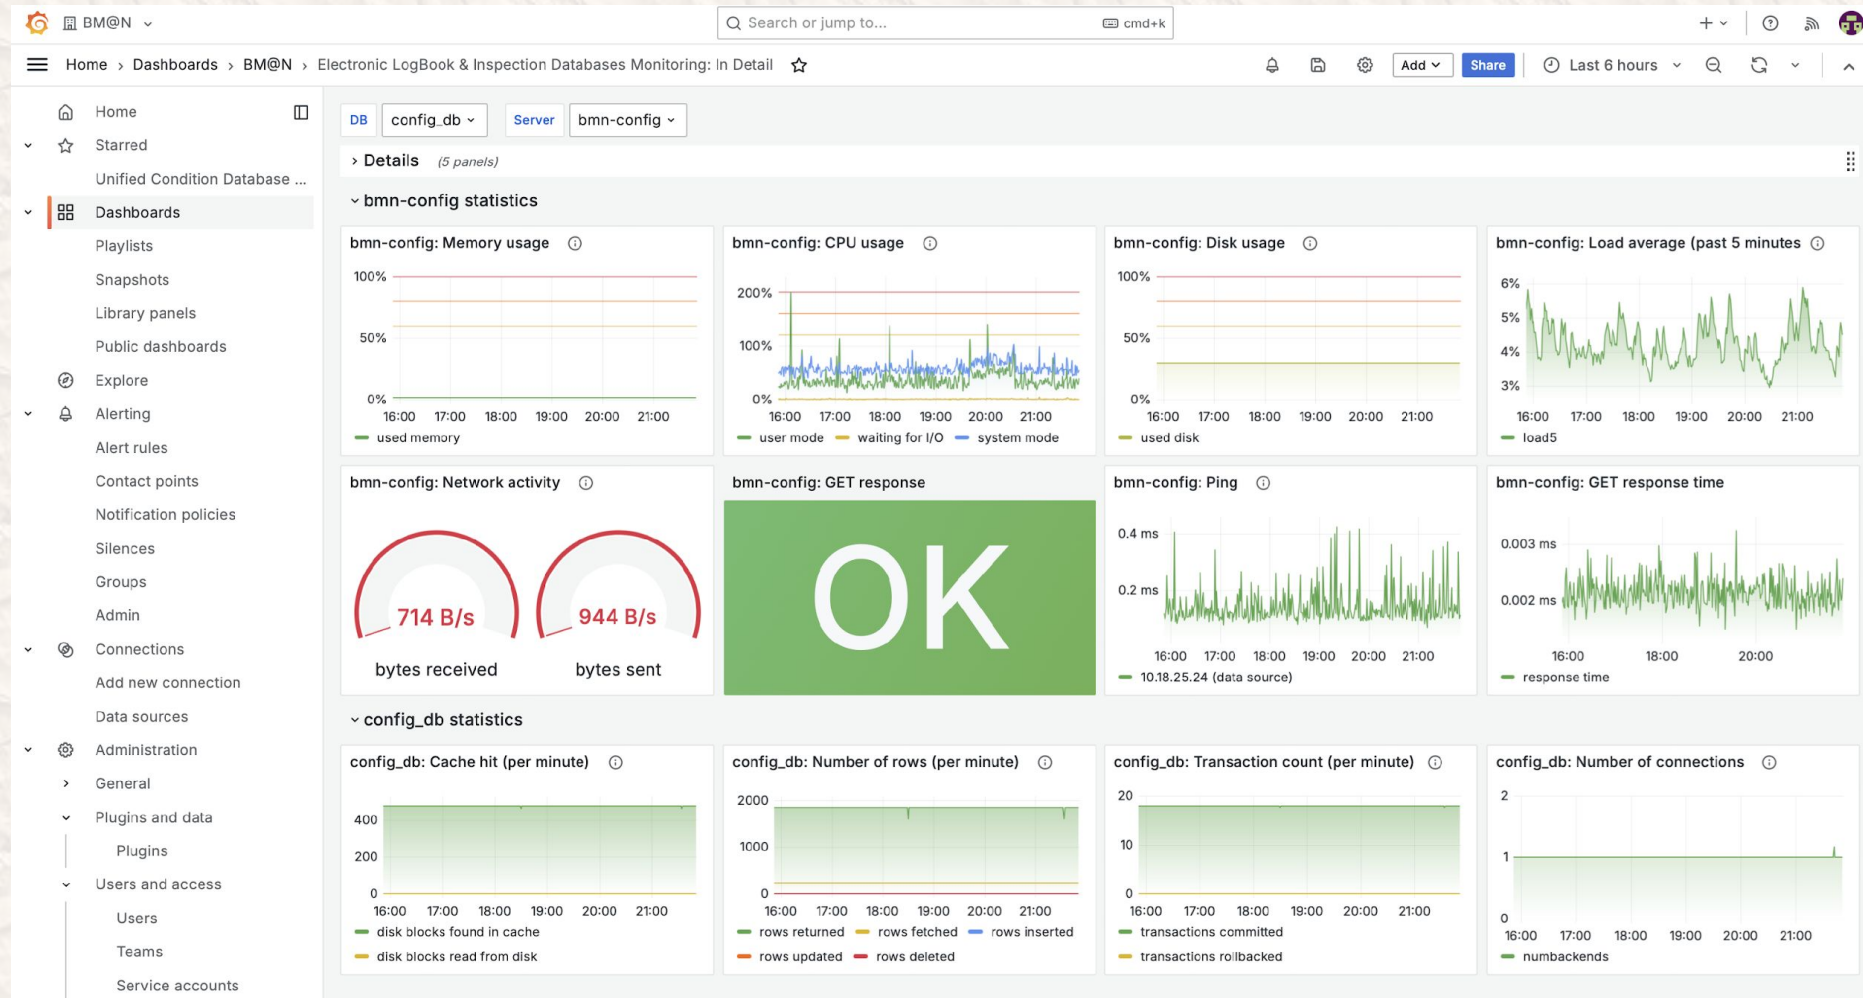 BM@N
Search or jump to...
cmd+k
Home › Dashboards › BM@N › Electronic LogBook & Inspection Databases Monitoring: In Detail
Add
Share
Last 6 hours
Home
Starred
Unified Condition Database ...
Dashboards
Playlists
Snapshots
Library panels
Public dashboards
Explore
Alerting
Alert rules
Contact points
Notification policies
Silences
Groups
Admin
Connections
Add new connection
Data sources
Administration
General
Plugins and data
Plugins
Users and access
Users
Teams
Service accounts
DB config_db Server bmn-config
Details (5 panels)
bmn-config statistics
bmn-config: Memory usage
100%
50%
0%
16:00 17:00 18:00 19:00 20:00 21:00
used memory
bmn-config: CPU usage
200%
100%
0%
16:00 17:00 18:00 19:00 20:00 21:00
user mode waiting for I/O system mode
bmn-config: Disk usage
100%
50%
0%
16:00 17:00 18:00 19:00 20:00 21:00
used disk
bmn-config: Load average (past 5 minutes
6%
5%
4%
3%
16:00 17:00 18:00 19:00 20:00 21:00
load5
bmn-config: Network activity
714 B/s 944 B/s
bytes received bytes sent
bmn-config: GET response
OK
bmn-config: Ping
0.4 ms
0.2 ms
16:00 17:00 18:00 19:00 20:00 21:00
10.18.25.24 (data source)
bmn-config: GET response time
0.003 ms
0.002 ms
16:00 18:00 20:00
response time
config_db statistics
config_db: Cache hit (per minute)
400
200
0
16:00 17:00 18:00 19:00 20:00 21:00
disk blocks found in cache
disk blocks read from disk
config_db: Number of rows (per minute)
2000
1000
0
16:00 17:00 18:00 19:00 20:00 21:00
rows returned rows fetched rows inserted
rows updated rows deleted
config_db: Transaction count (per minute)
20
10
0
16:00 17:00 18:00 19:00 20:00 21:00
transactions committed
transactions rollbacked
config_db: Number of connections
2
1
0
16:00 17:00 18:00 19:00 20:00 21:00
numbackends